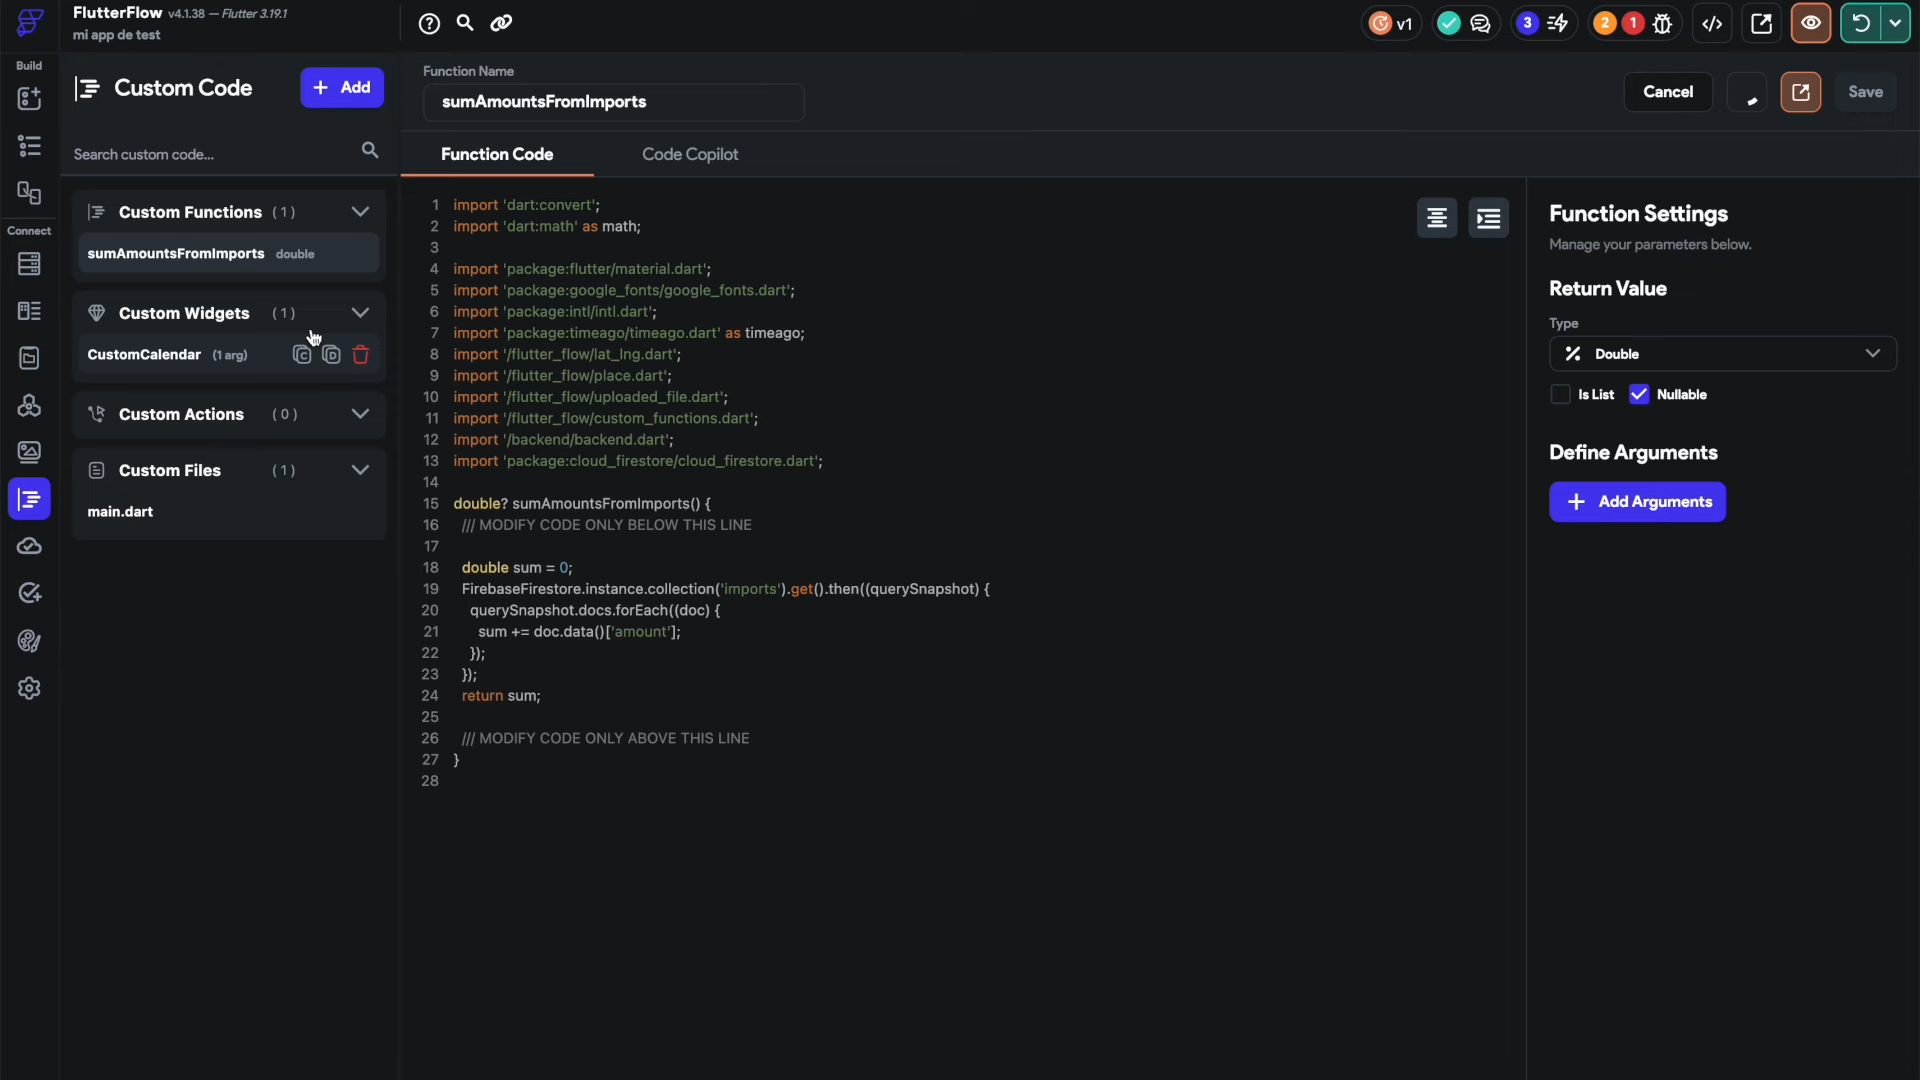 FlutterFlow v4.1.38 — Flutter 3.19.1
mi app de test
v1
3
2
1
Build
Connect
Custom Code
Add
Search custom code...
Custom Functions (1)
sumAmountsFromImports double
Custom Widgets (1)
CustomCalendar (1 arg)
C
D
Custom Actions (0)
Custom Files (1)
main.dart
Function Name
sumAmountsFromImports
Cancel
Save
Function Code
Code Copilot
1 import 'dart:convert';
2 import 'dart:math' as math;
3
4 import 'package:flutter/material.dart';
5 import 'package:google_fonts/google_fonts.dart';
6 import 'package:intl/intl.dart';
7 import 'package:timeago/timeago.dart' as timeago;
8 import '/flutter_flow/lat_lng.dart';
9 import '/flutter_flow/place.dart';
10 import '/flutter_flow/uploaded_file.dart';
11 import '/flutter_flow/custom_functions.dart';
12 import '/backend/backend.dart';
13 import 'package:cloud_firestore/cloud_firestore.dart';
14
15 double? sumAmountsFromImports() {
16 /// MODIFY CODE ONLY BELOW THIS LINE
17
18 double sum = 0;
19 FirebaseFirestore.instance.collection('imports').get().then((querySnapshot) {
20 querySnapshot.docs.forEach((doc) {
21 sum += doc.data()['amount'];
22 });
23 });
24 return sum;
25
26 /// MODIFY CODE ONLY ABOVE THIS LINE
27 }
28
Function Settings
Manage your parameters below.
Return Value
Type
Double
Is List
Nullable
Define Arguments
Add Arguments